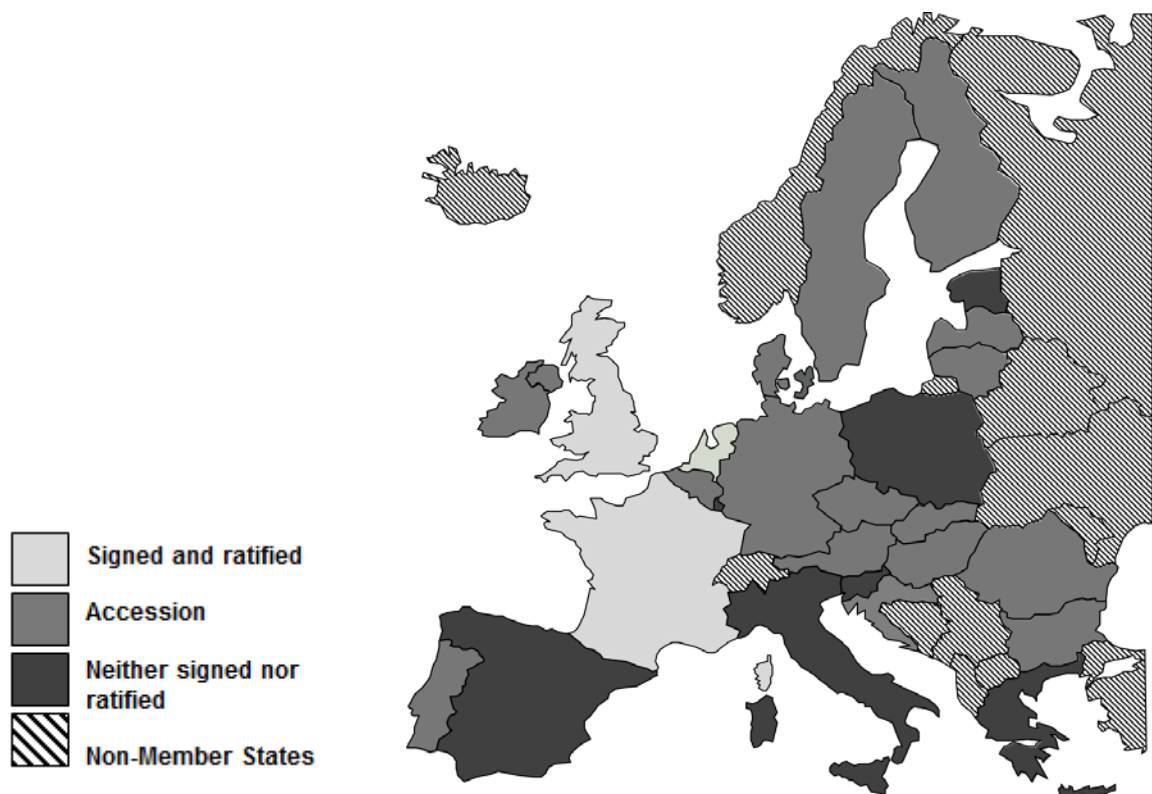 Signed and ratified
Accession
Neither signed nor
ratified
Non-Member States